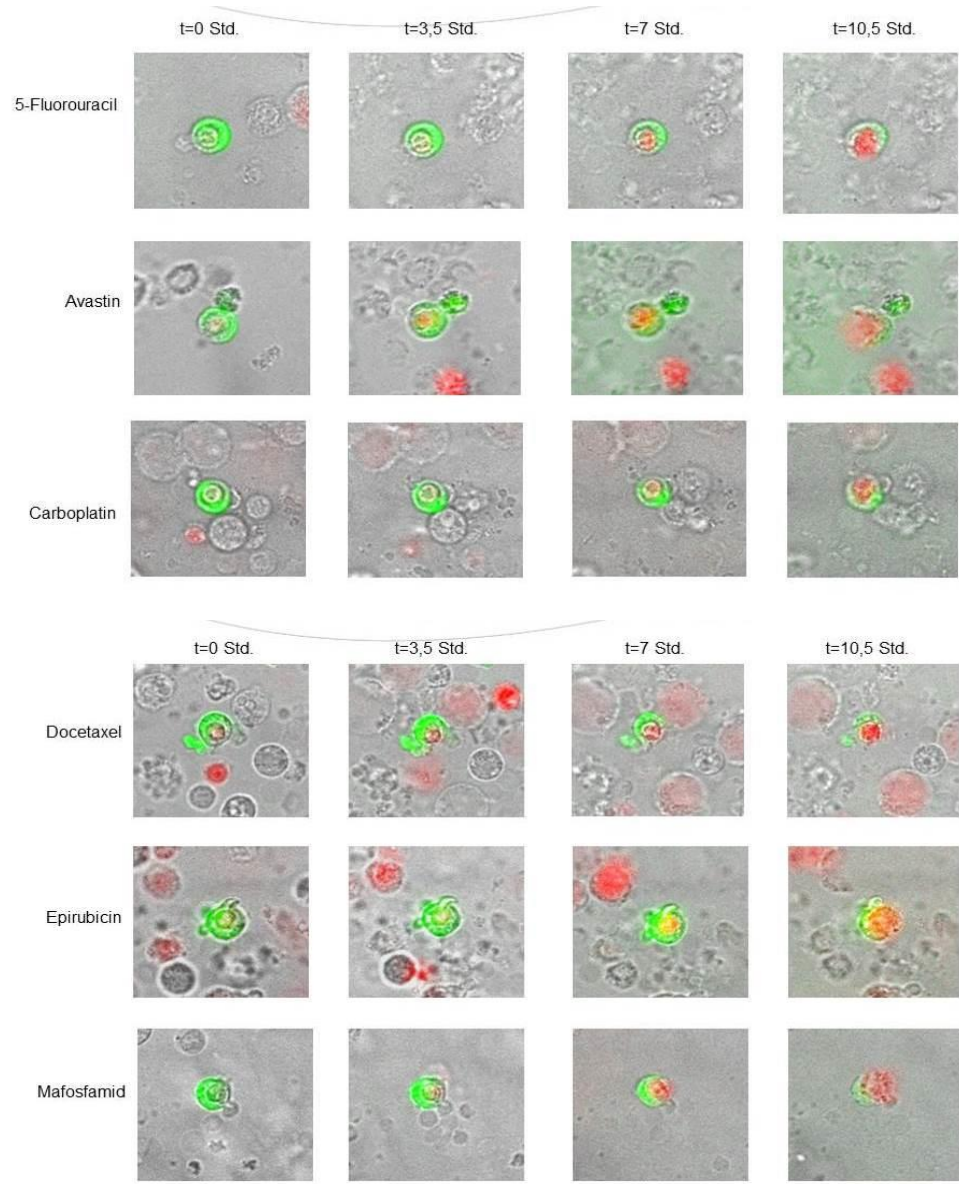 t=0 Std. t=3,5 Std. t=7 Std. t=10,5 Std.
5-Fluorouracil
Avastin
Carboplatin
t=0 Std. t=3,5 Std. t=7 Std. t=10,5 Std.
Docetaxel
Epirubicin
Mafosfamid